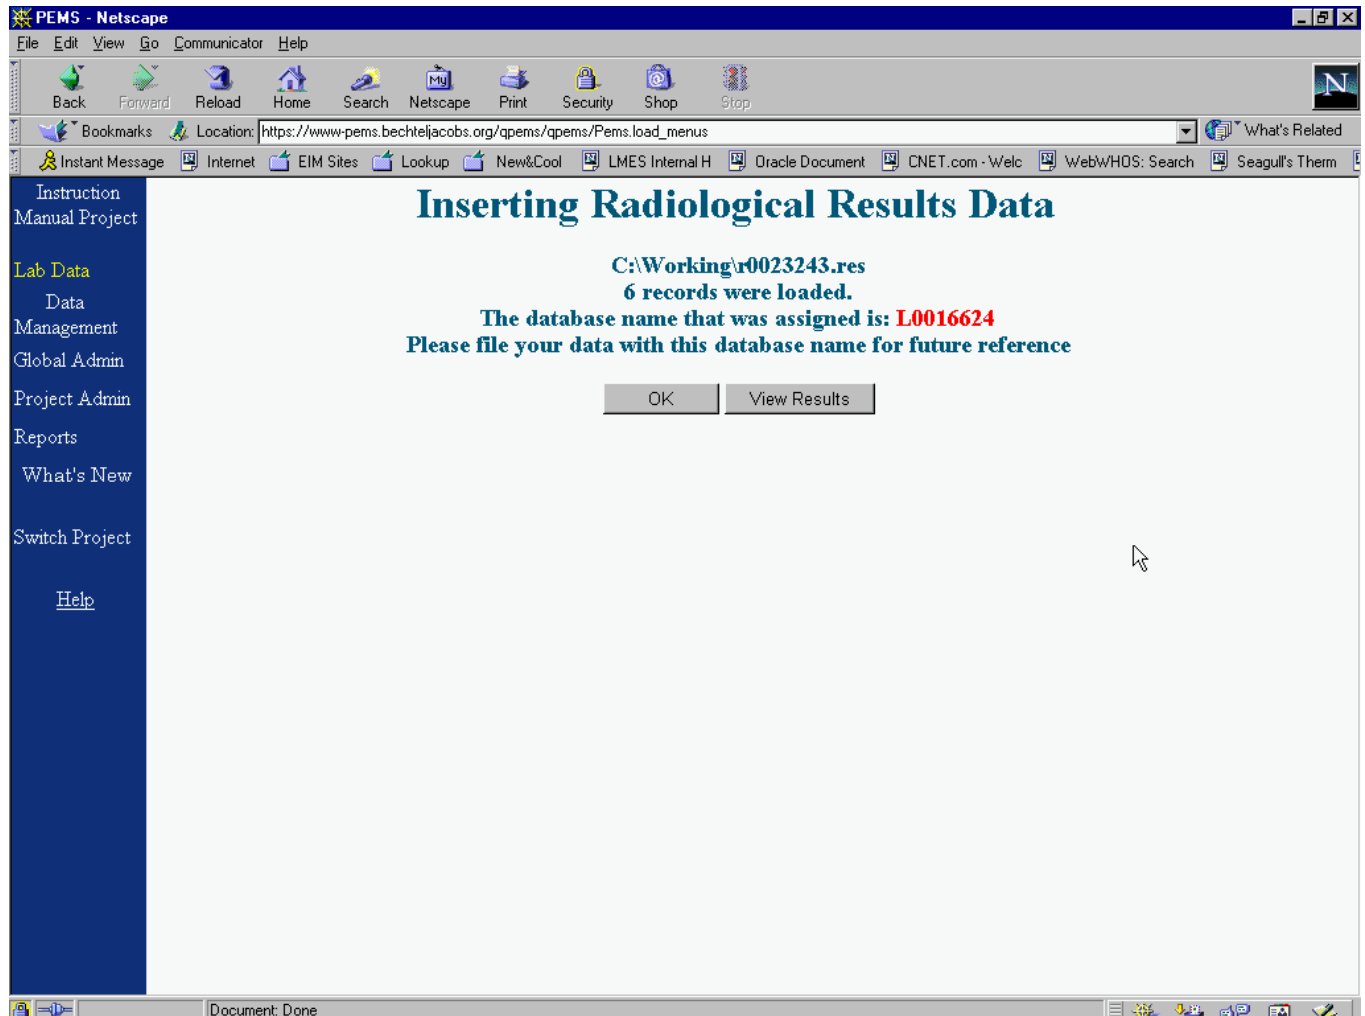 PEMS - Netscape
File Edit View Go Communicator Help
Back Forward Reload Home Search Netscape Print Security Shop Stop
My
N
Bookmarks Location: https://www-pems.bechteljacobs.org/qpems/qpems/Pems.load_menus What's Related
Instant Message Internet EIM Sites Lookup New&Cool LMES Internal H Oracle Document CNET.com - Welc WebWHOS: Search Seagull's Therm
Instruction
Manual Project
Lab Data
Data
Management
Global Admin
Project Admin
Reports
What's New
Switch Project
Help
Inserting Radiological Results Data
C:\Working\r0023243.res
6 records were loaded.
The database name that was assigned is: L0016624
Please file your data with this database name for future reference
OK View Results
Document: Done